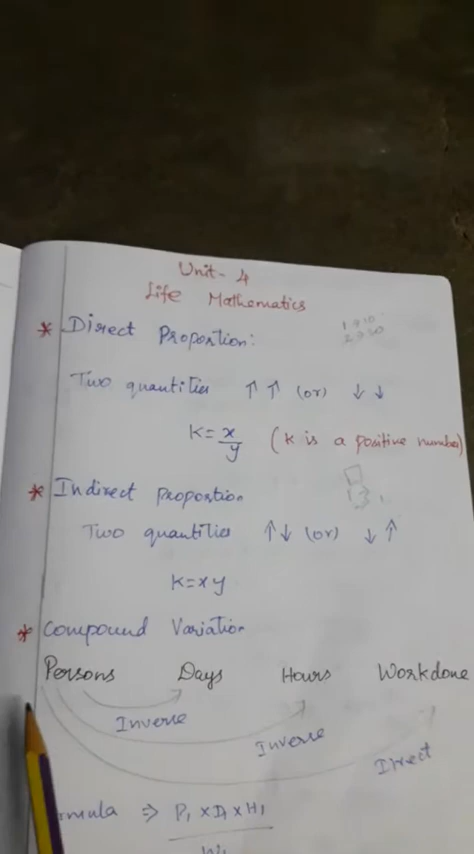 Unit- 4
Life Mathematics
* Direct Proportion:
Two quantities ↑ ↑ (or) ↓ ↓
K = x/y (K is a positive number)
* Indirect Proportion
Two quantities ↑↓ (or) ↓ ↑
K = xy
* Compound Variation
Persons Days Hours Workdone
Inverse
Inverse
Direct
mula ⇒ P₁ × D₁ × H₁